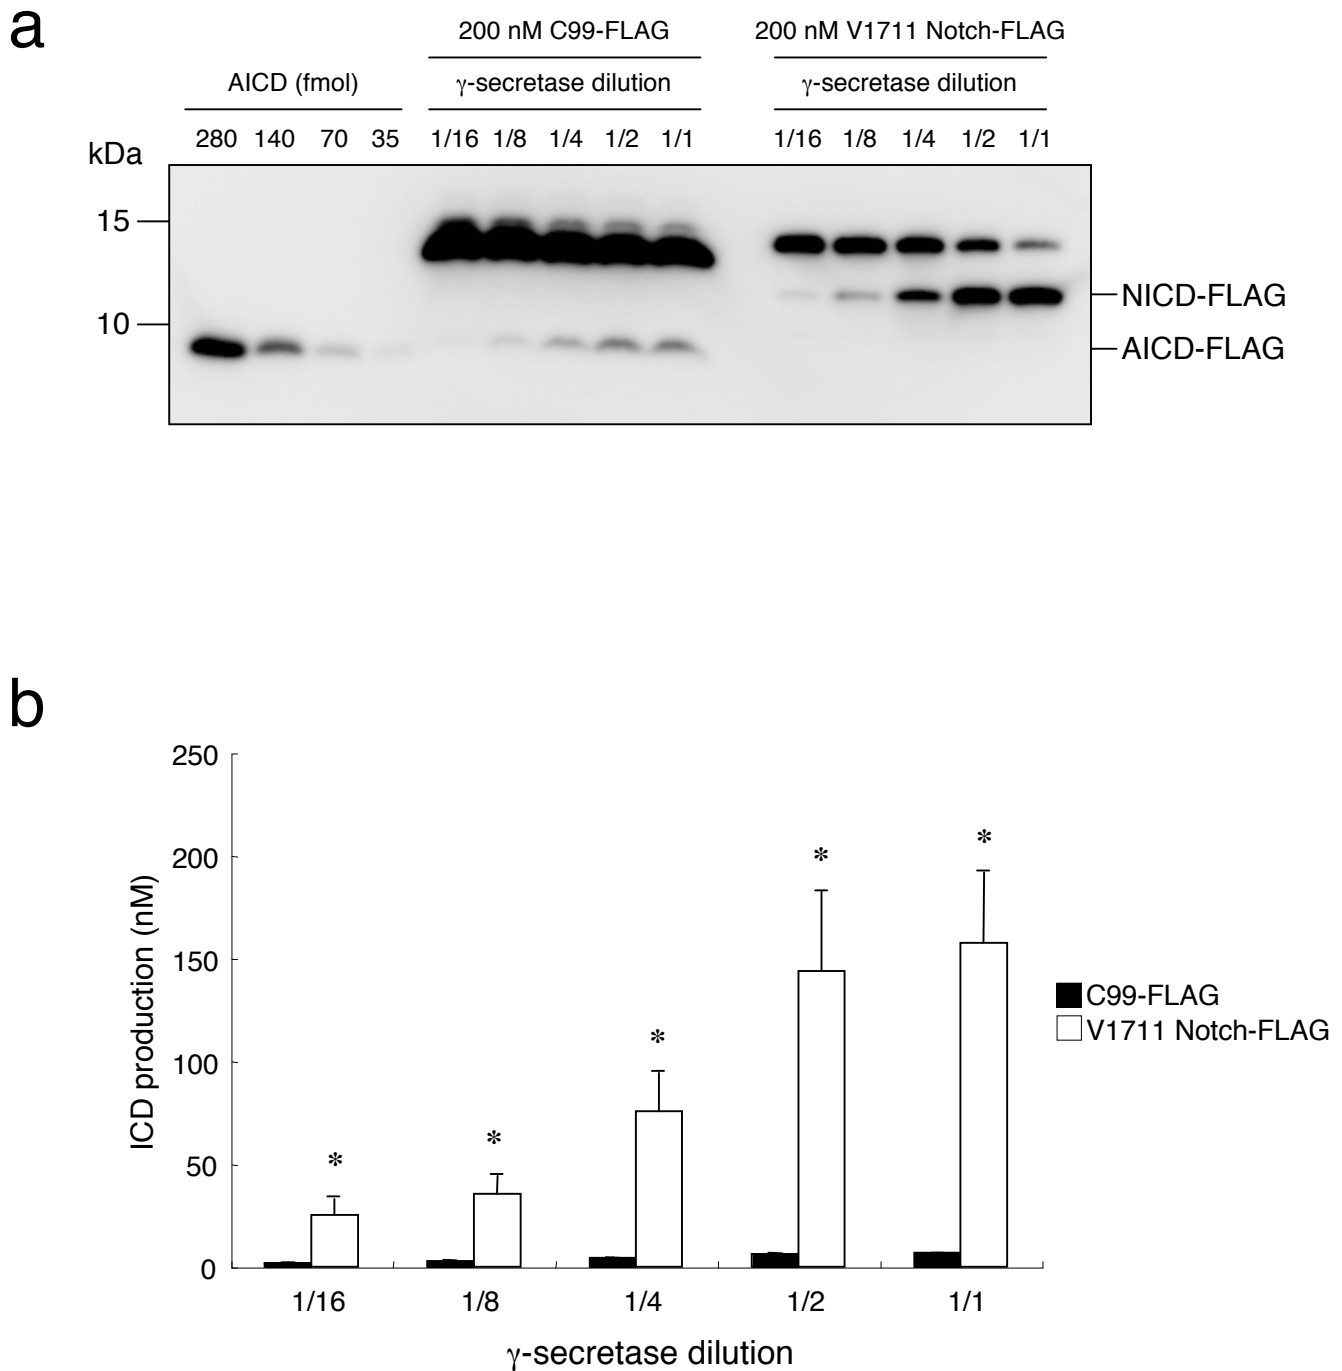 a
200 nM C99-FLAG 200 nM V1711 Notch-FLAG
AICD (fmol) γ-secretase dilution γ-secretase dilution
kDa 280 140 70 35 1/16 1/8 1/4 1/2 1/1 1/16 1/8 1/4 1/2 1/1
15
NICD-FLAG
10
AICD-FLAG
b
250
200
150
100
50
0
ICD production (nM)
* * * * *
C99-FLAG
V1711 Notch-FLAG
1/16 1/8 1/4 1/2 1/1
γ-secretase dilution